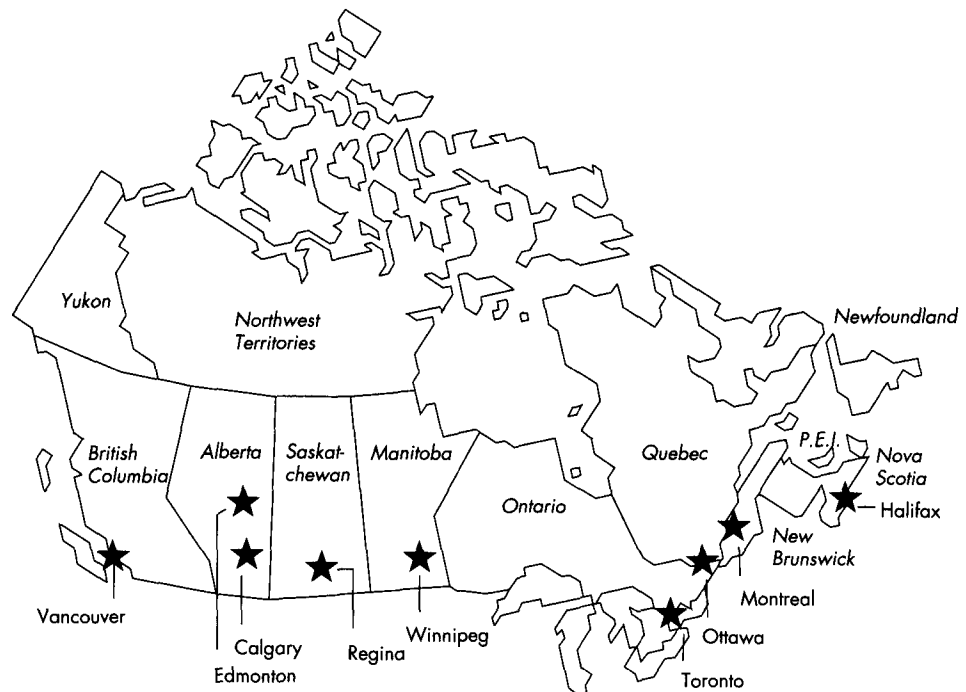 Yukon
Northwest
Territories
Newfoundland
British
Columbia
Alberta
Saskat-
chewan
Manitoba
Ontario
Quebec
P.E.I.
Nova
Scotia
Halifax
New
Brunswick
Montreal
Ottawa
Toronto
Vancouver
Calgary
Edmonton
Regina
Winnipeg